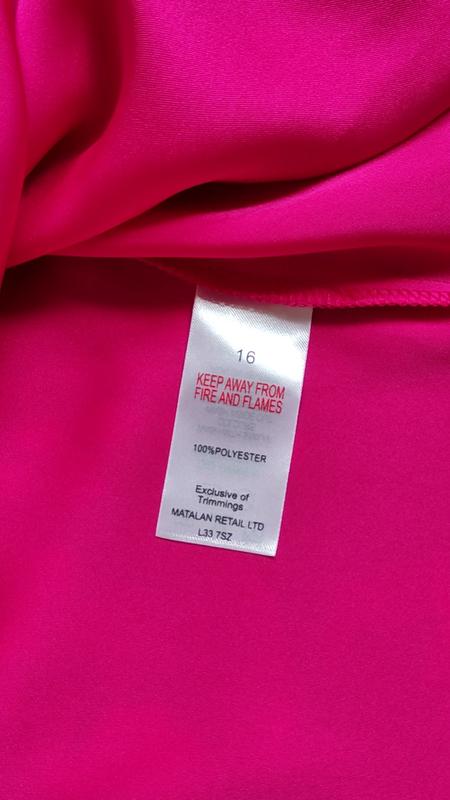 16
KEEP AWAY FROM
FIRE AND FLAMES
100%POLYESTER
Exclusive of
Trimmings
MATALAN RETAIL LTD
L33 7SZ